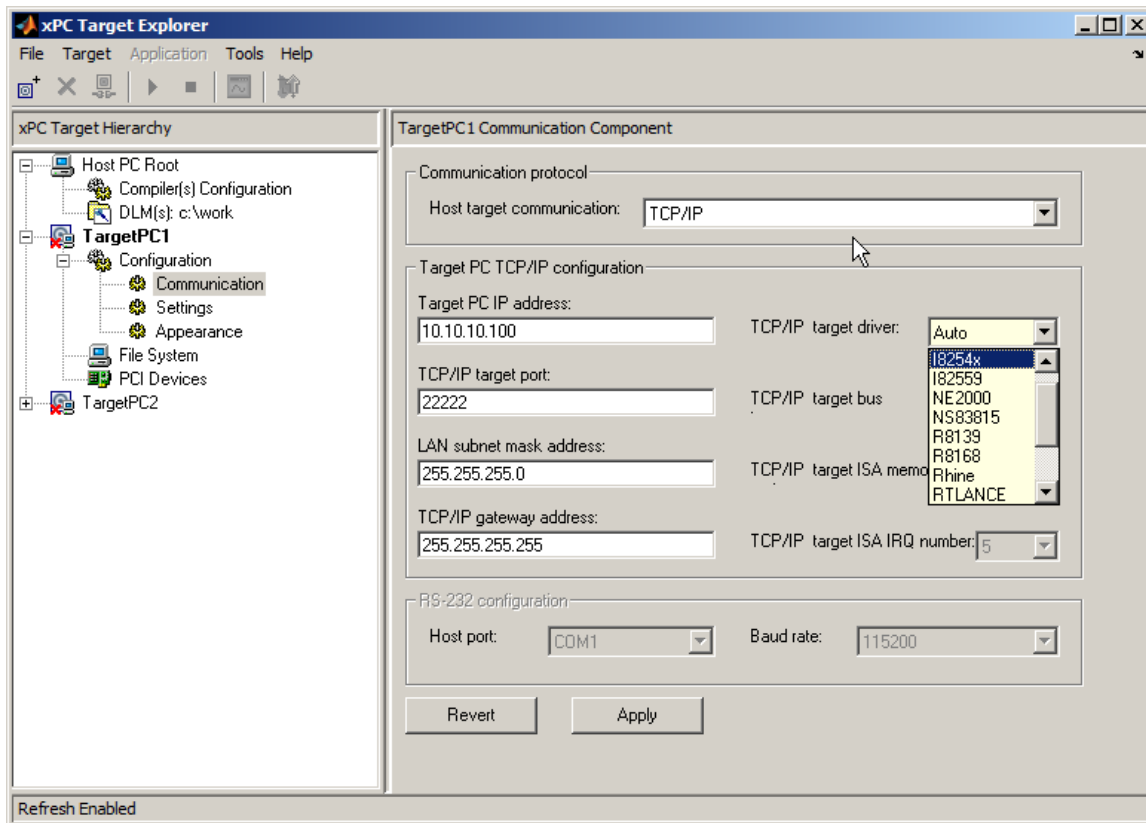 xPC Target Explorer
File Target Application Tools Help
xPC Target Hierarchy
Host PC Root
Compiler(s) Configuration
DLM(s): c:\work
TargetPC1
Configuration
Communication
Settings
Appearance
File System
PCI Devices
TargetPC2
TargetPC1 Communication Component
Communication protocol
Host target communication: TCP/IP
Target PC TCP/IP configuration
Target PC IP address:
10.10.10.100
TCP/IP target driver: Auto
I8254x
I82559
NE2000
NS83815
R8139
R8168
Rhine
RTLANCE
TCP/IP target port:
22222
TCP/IP target bus
LAN subnet mask address:
255.255.255.0
TCP/IP target ISA memo
TCP/IP gateway address:
255.255.255.255
TCP/IP target ISA IRQ number: 5
RS-232 configuration
Host port: COM1 Baud rate: 115200
Revert Apply
Refresh Enabled